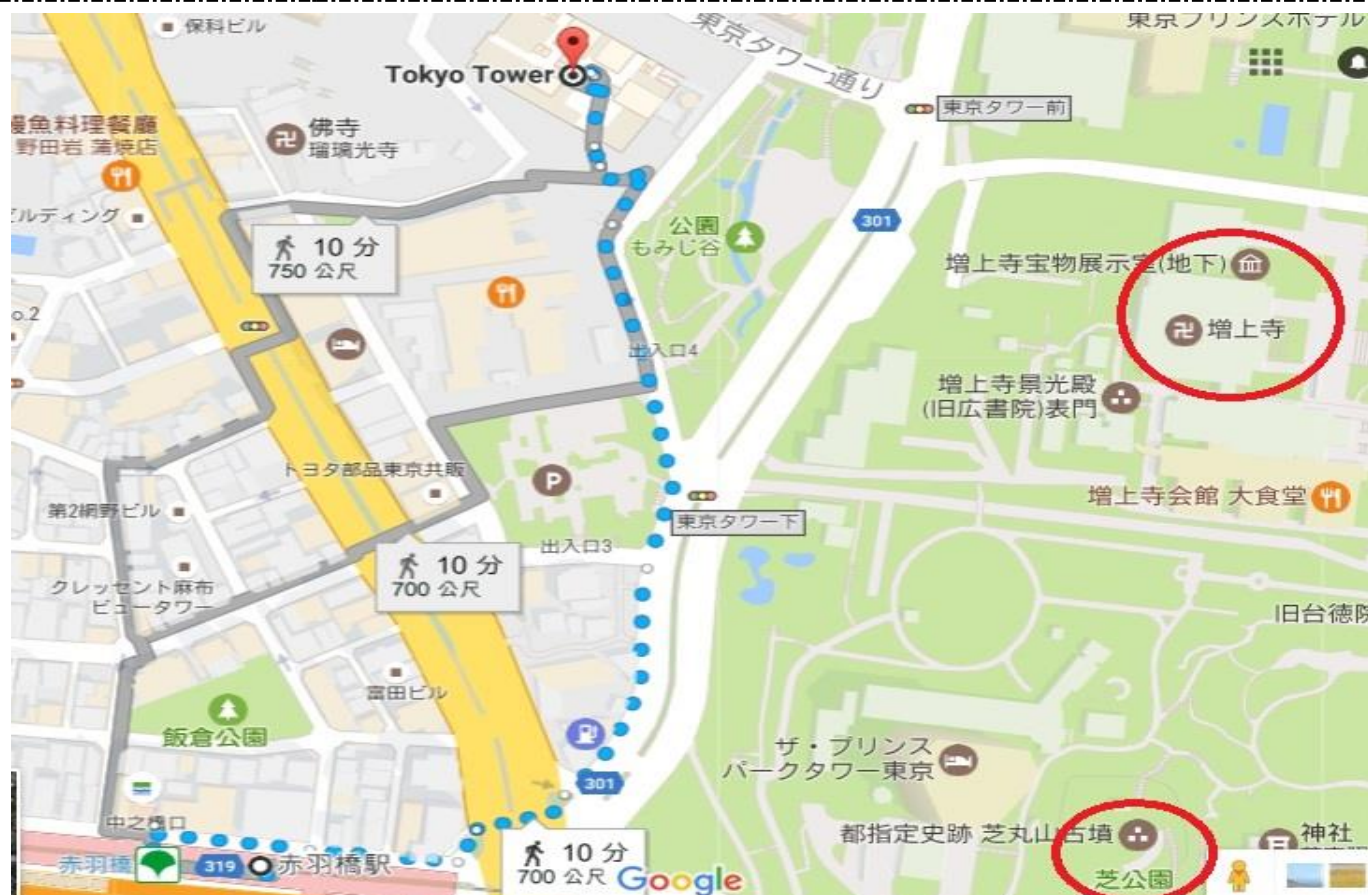 保科ビル
東京タワー通り
東京プリンスホテル
Tokyo Tower
東京タワー前
鰻魚料理餐廳
野田岩 蒲焼店
佛寺
瑠璃光寺
ビルディング
301
公園
もみじ谷
10 分
750 公尺
増上寺宝物展示室(地下)
増上寺
o.2
出入口4
増上寺景光殿
(旧広書院)表門
トヨタ部品東京共販
P
増上寺会館 大食堂
第2網野ビル
東京タワー下
出入口3
10 分
700 公尺
クレッセント麻布
ビュータワー
旧台徳院
富田ビル
飯倉公園
ザ・プリンス
パークタワー東京
301
中之橋口
都指定史跡 芝丸山古墳
神社
赤羽橋
319
赤羽橋駅
10 分
700 公尺
Google
芝公園